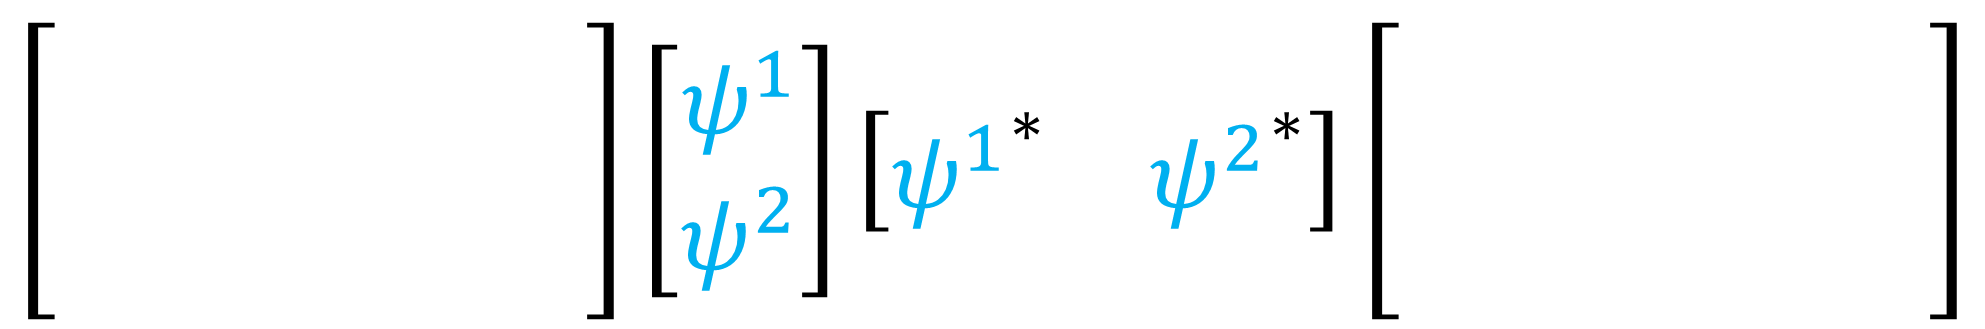 [ ] [ψ¹ ψ²] [ψ¹* ψ²*] [ ]